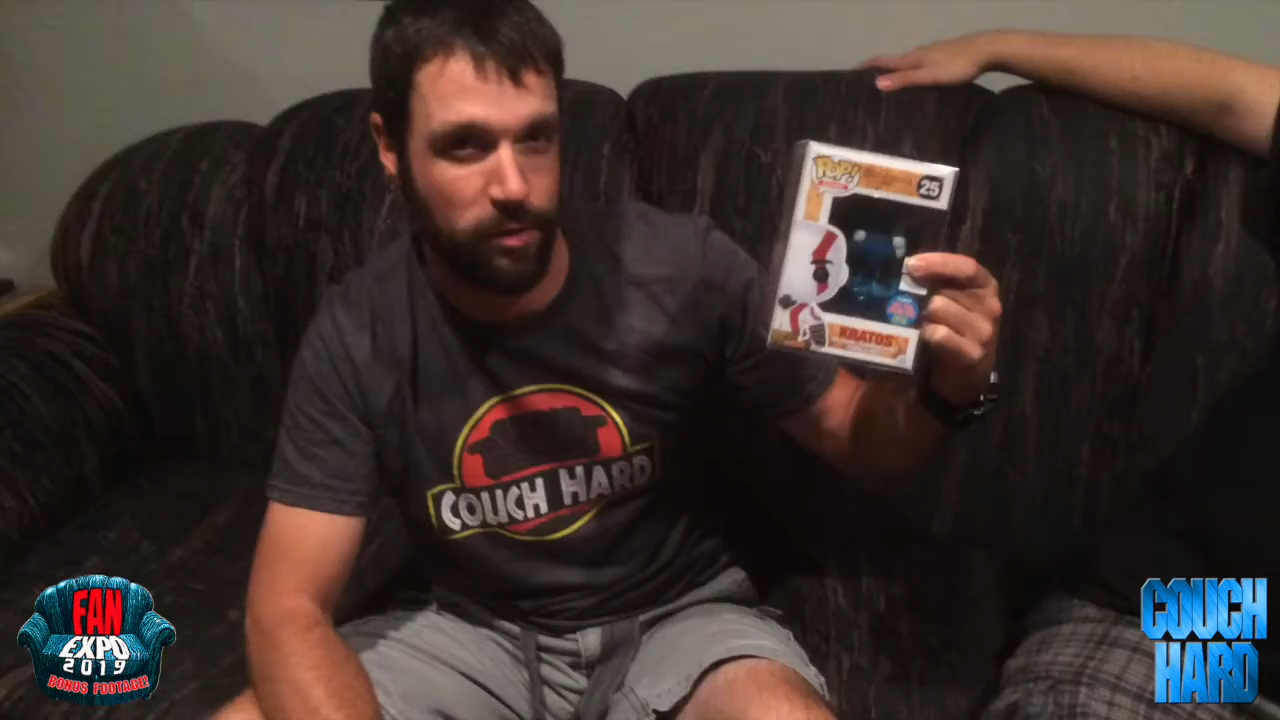 POP!
25
KRATOS
COUCH HARD
FAN
EXPO
2019
BONUS FOOTAGE!
COUCH
HARD